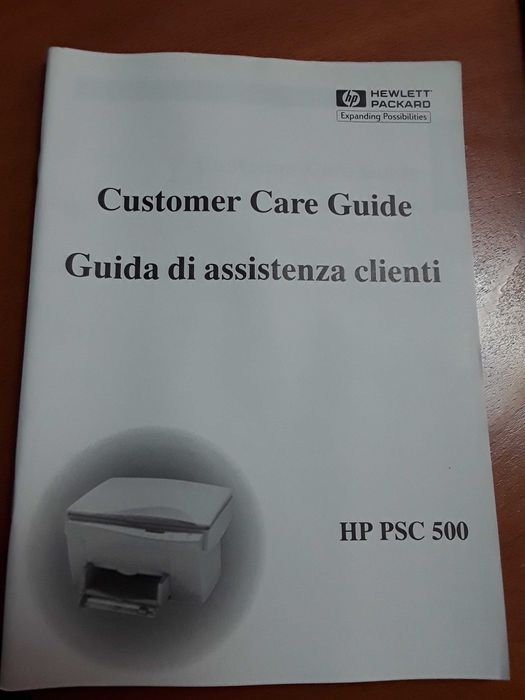 hp HEWLETT
PACKARD
Expanding Possibilities
Customer Care Guide
Guida di assistenza clienti
HP PSC 500